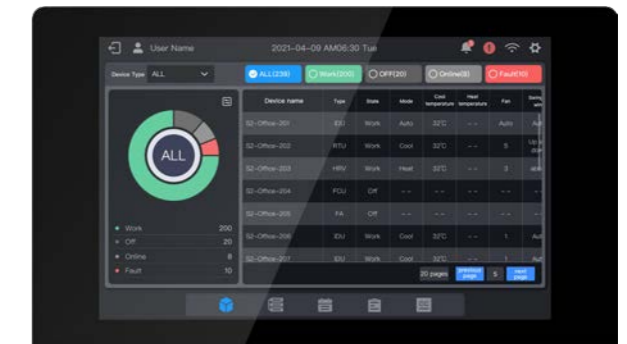 User Name 2021-04-09 AM06:30 Tue
Device Type ALL ALL(238) Work(200) OFF(20) Online(8) Fault(10)
Device name Type State Mode Cool temperature Heat temperature Fan Swing
ALL
S2-Office-201 IDU Work Auto 32°C -- Auto
S2-Office-202 RTU Work Cool 32°C -- 5
S2-Office-203 HRV Work Heat 32°C -- 3
S2-Office-204 FCU Off -- -- -- --
S2-Office-205 FA Off -- -- -- --
S2-Office-206 IDU Work Cool 32°C -- 1
S2-Office-207 IDU Work Cool 32°C -- 1
Work 200
Off 20
Online 8
Fault 10
20 pages previous page 5 next page